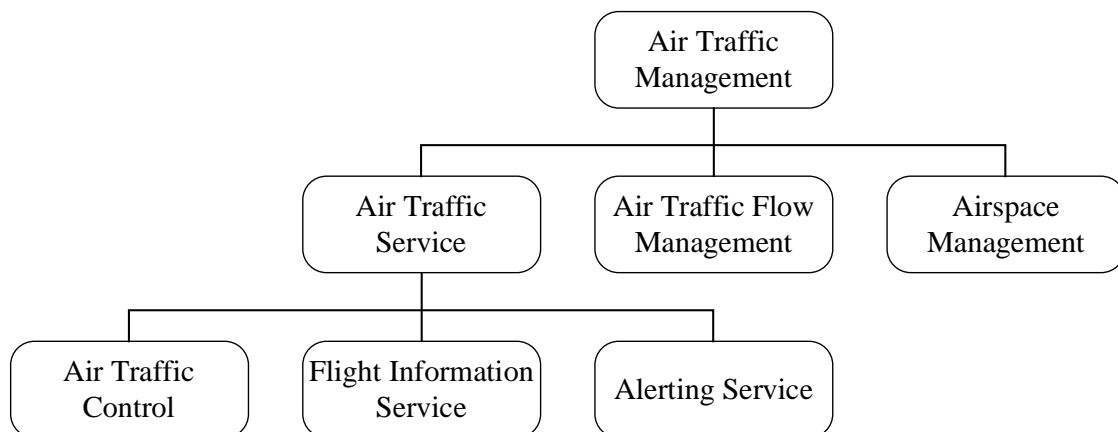 Air Traffic
Management
Air Traffic
Service
Air Traffic Flow
Management
Airspace
Management
Air Traffic
Control
Flight Information
Service
Alerting Service